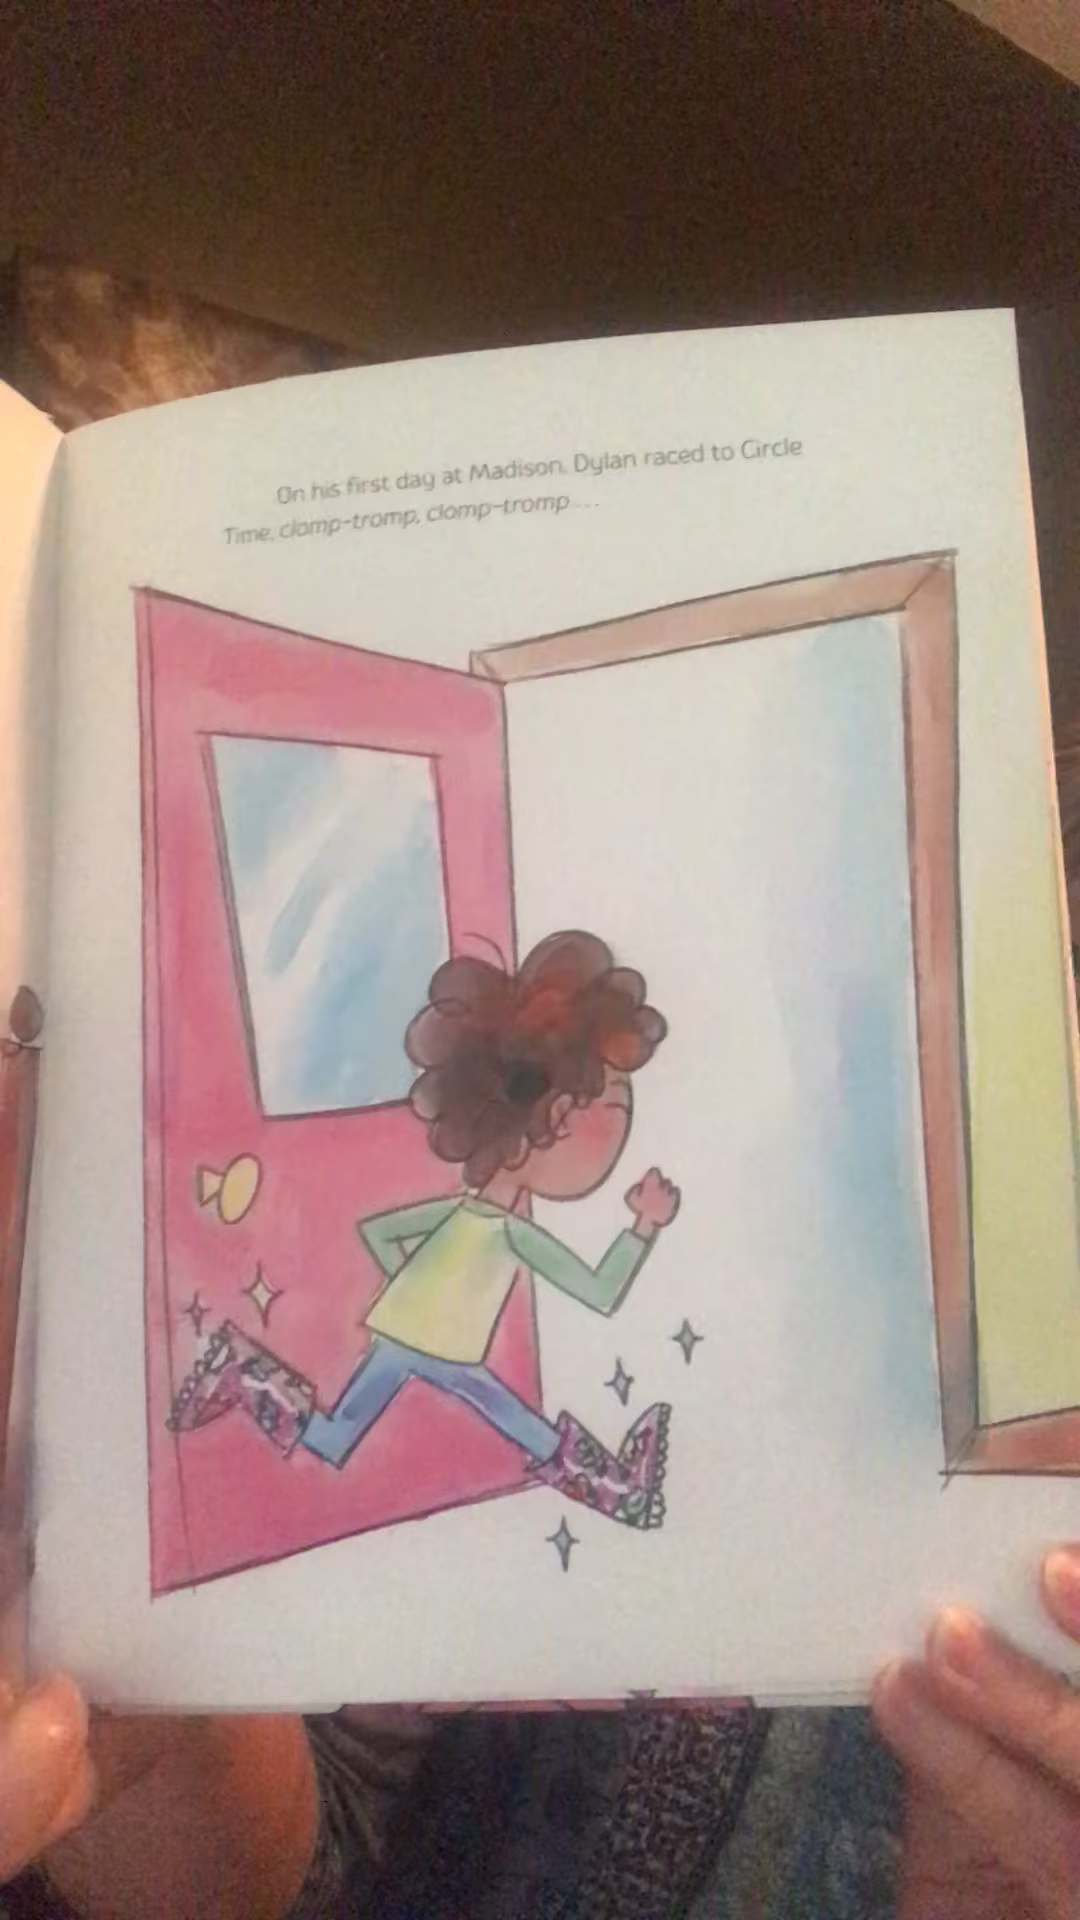 On his first day at Madison, Dylan raced to Circle
Time, clomp-tromp, clomp-tromp...